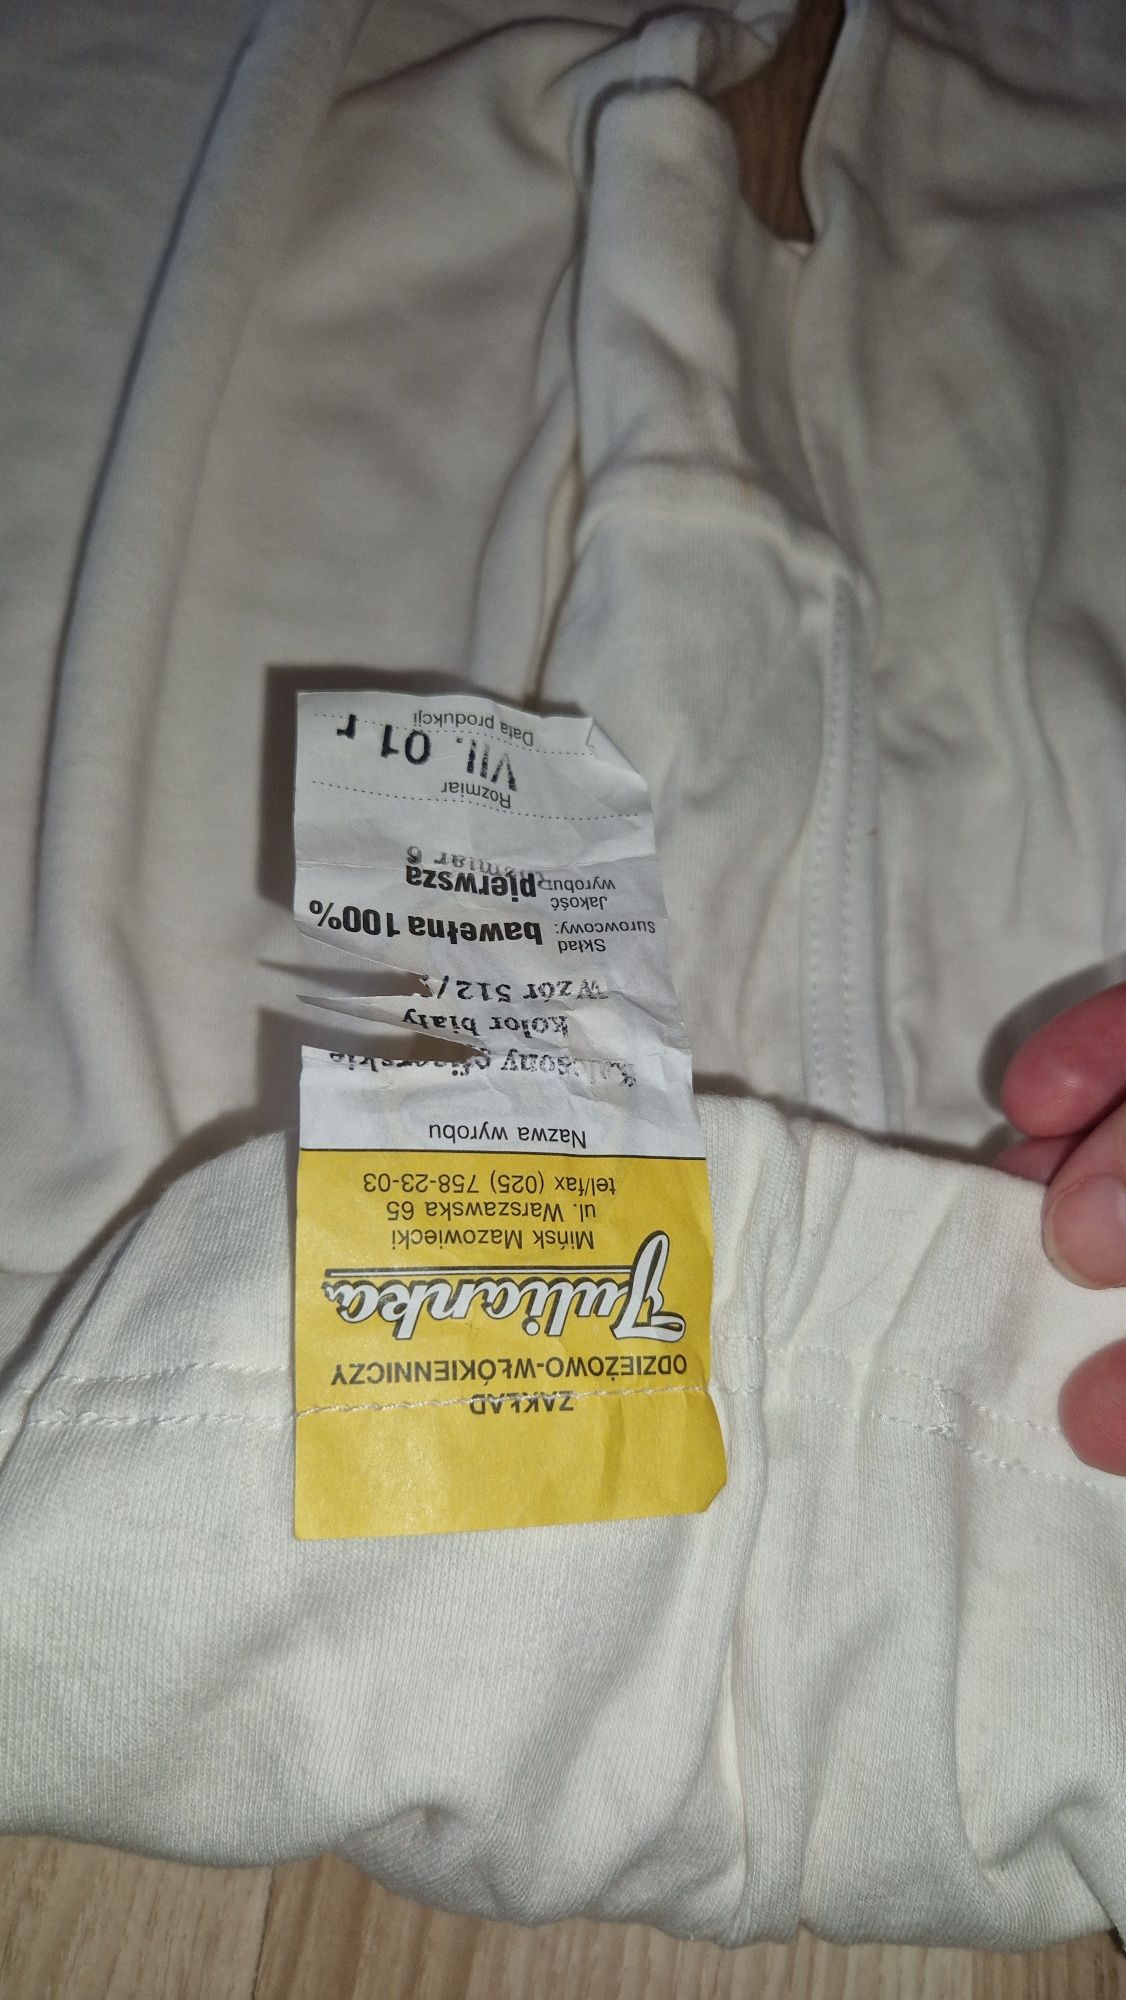 ZAKŁAD
ODZIEŻOWO-WŁÓKIENNICZY
Julianka
Mińsk Mazowiecki
ul. Warszawska 65
tel/fax (025) 758-23-03
Nazwa wyrobu
kolor biały
Wzór 512/
Skład surowcowy: bawełna 100%
Jakość wyrobu: pierwsza
Rozmiar 6
Rozmiar
VII. 01 r
Data produkcji